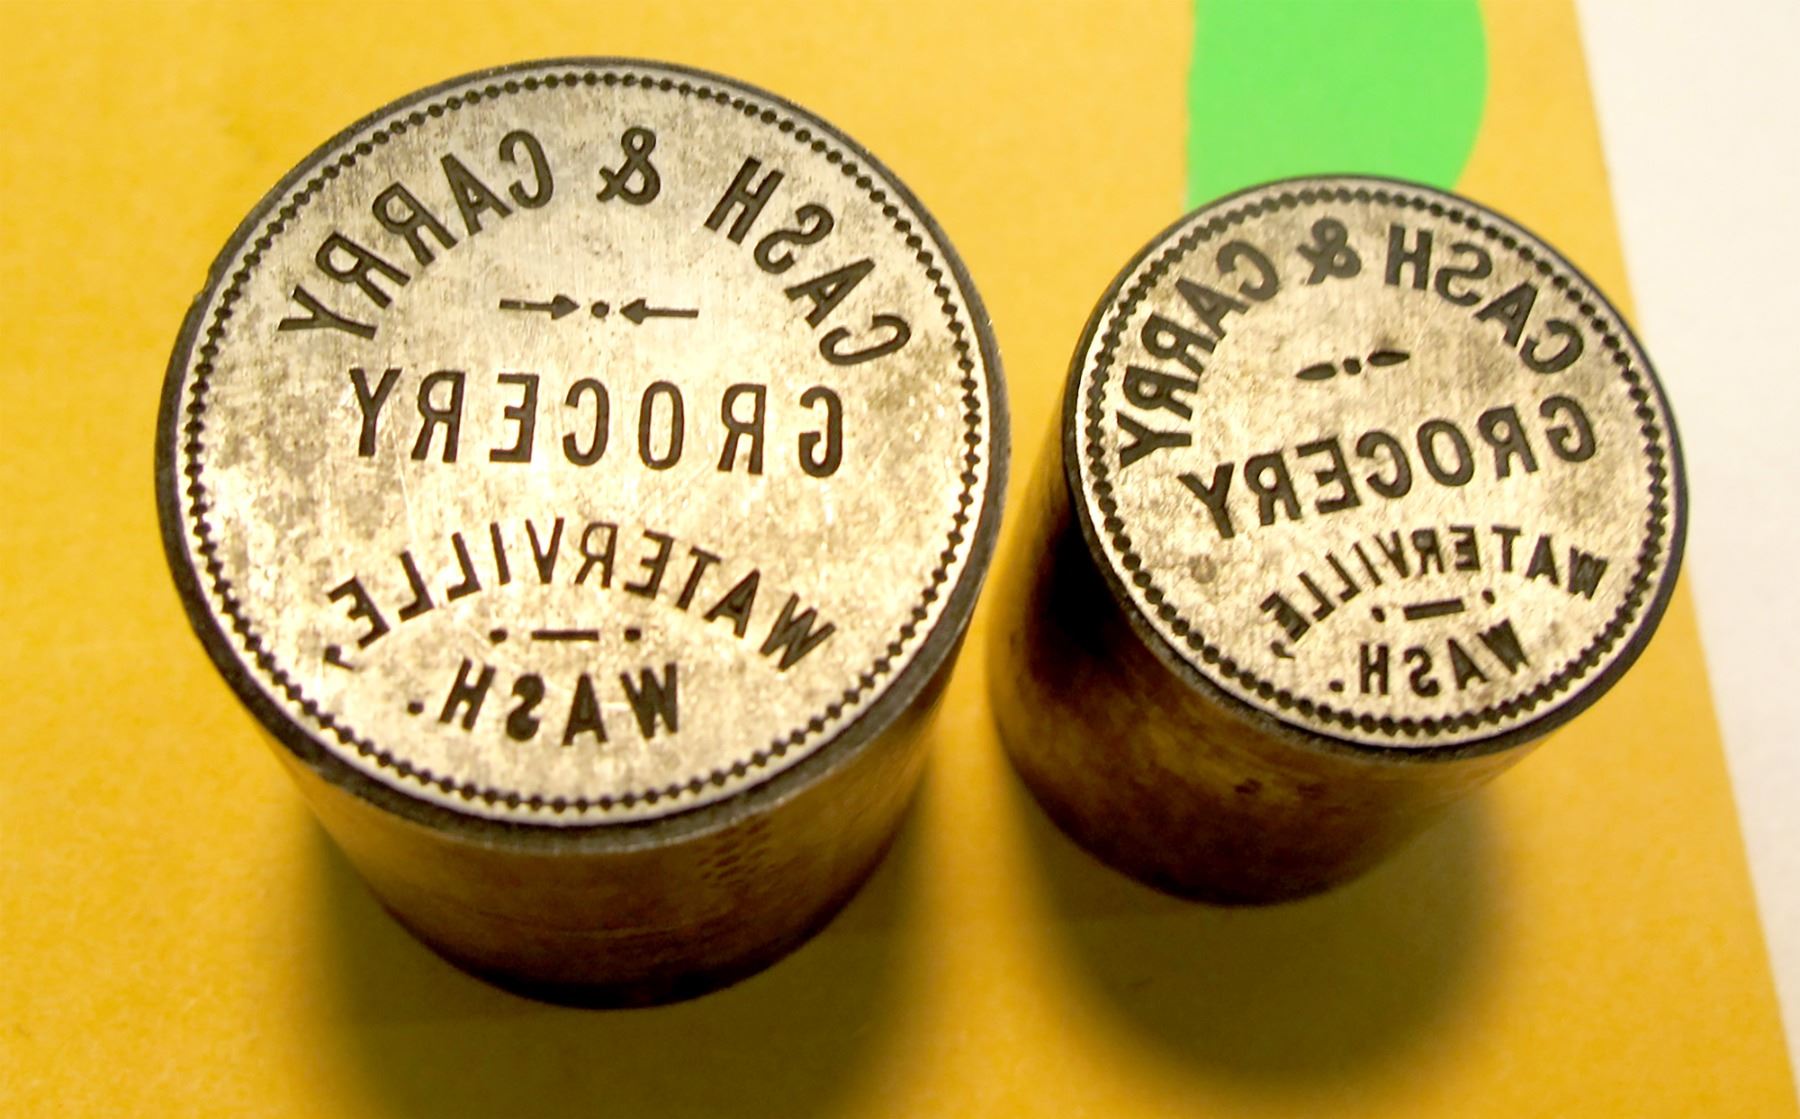 CASH & CARRY
GROCERY
WATERVILLE,
WASH.
CASH & CARRY
GROCERY
WATERVILLE,
WASH.